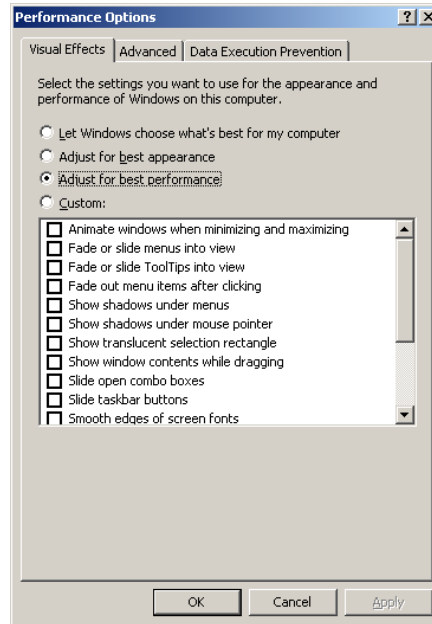 Performance Options
Visual Effects Advanced Data Execution Prevention
Select the settings you want to use for the appearance and
performance of Windows on this computer.
Let Windows choose what's best for my computer
Adjust for best appearance
Adjust for best performance
Custom:
Animate windows when minimizing and maximizing
Fade or slide menus into view
Fade or slide ToolTips into view
Fade out menu items after clicking
Show shadows under menus
Show shadows under mouse pointer
Show translucent selection rectangle
Show window contents while dragging
Slide open combo boxes
Slide taskbar buttons
Smooth edges of screen fonts
OK Cancel Apply